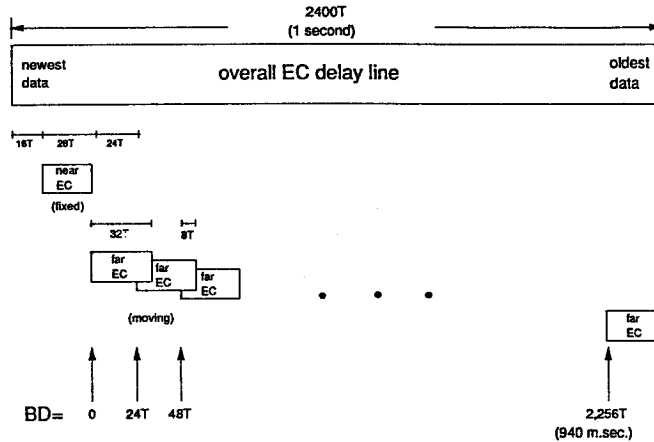 2400T
(1 second)
newest data
overall EC delay line
oldest data
16T
28T
24T
near EC
(fixed)
32T
8T
far EC
far EC
far EC
(moving)
far EC
BD= 0 24T 48T 2,256T
(940 m.sec.)